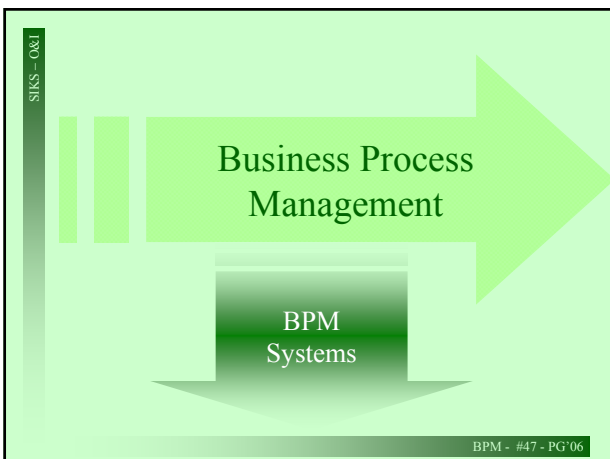 SIKS – O&I
Business Process
Management
BPM
Systems
BPM - #47 - PG'06